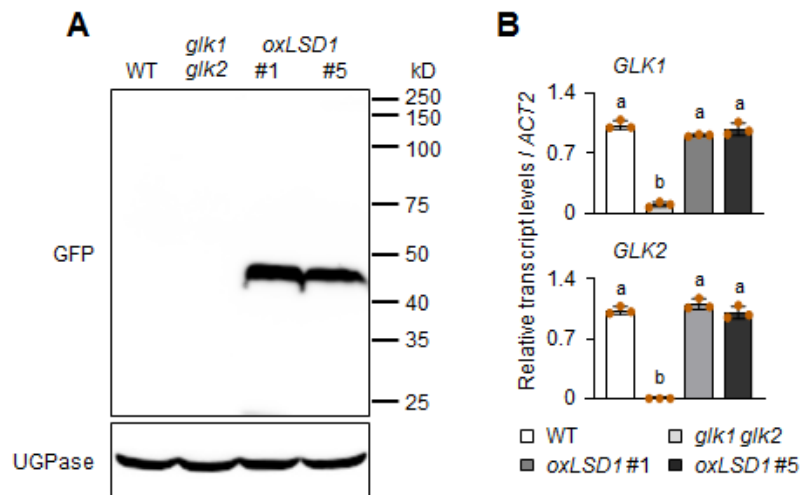 A
WT
glk1
glk2
oxLSD1
#1 #5
kD
250
150
100
75
50
40
35
25
GFP
UGPase
B
Relative transcript levels / ACT2
GLK1
1.4
0.7
0
a
b
a
a
GLK2
1.4
0.7
0
a
b
a
a
WT
glk1 glk2
oxLSD1 #1
oxLSD1 #5